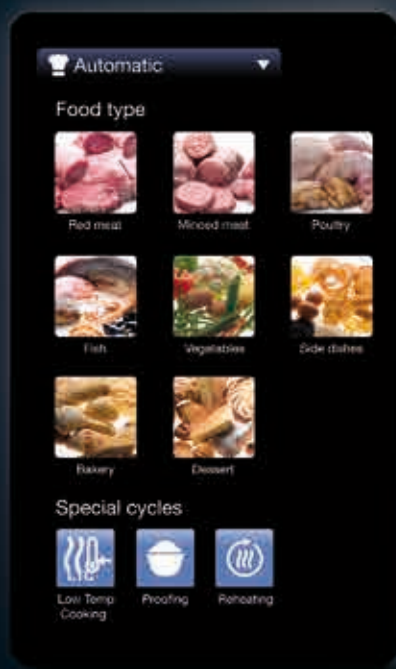 Automatic
Food type
Red meat
Minced meat
Poultry
Fish
Vegetables
Side dishes
Bakery
Dessert
Special cycles
Low Temp
Cooking
Proofing
Reheating